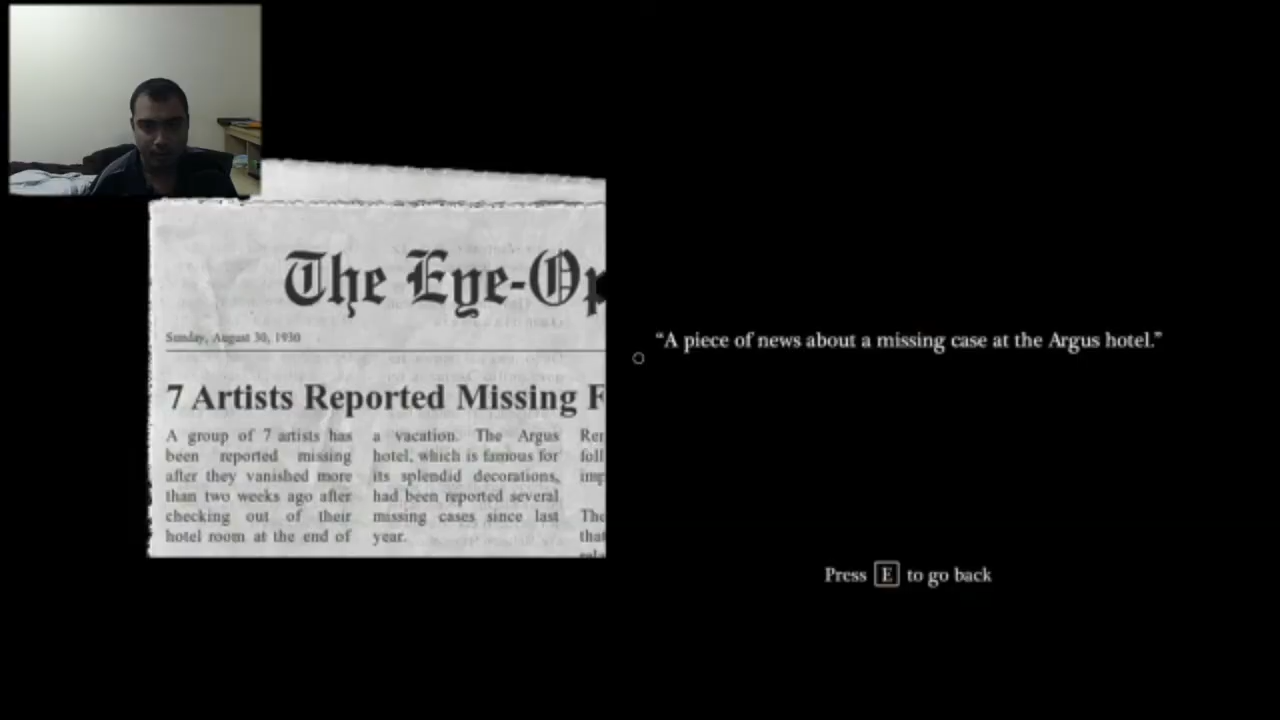 The Eye-Op
Sunday, August 30, 1930
7 Artists Reported Missing F
A group of 7 artists has
been reported missing
after they vanished more
than two weeks ago after
checking out of their
hotel room at the end of
a vacation. The Argus
hotel, which is famous for
its splendid decorations,
had been reported several
missing cases since last
year.
Rer
foll
imp
The
that
“A piece of news about a missing case at the Argus hotel.”
Press E to go back